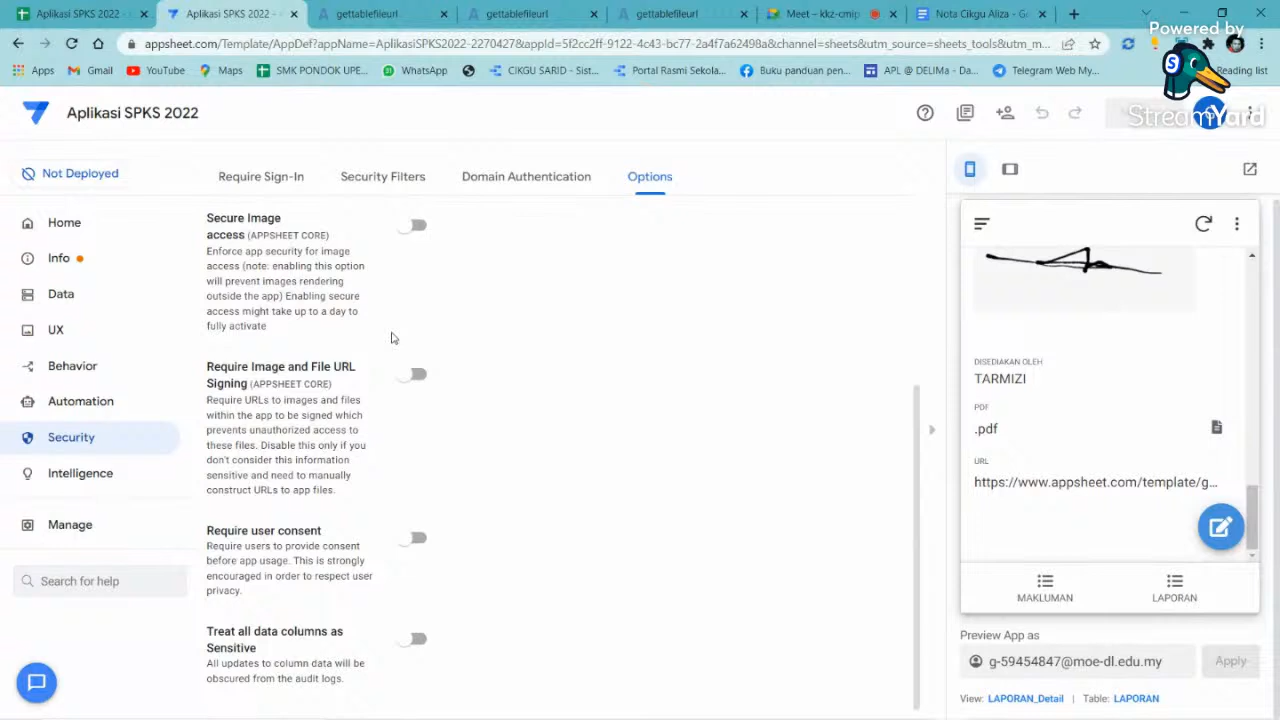 Aplikasi SPKS 2022 -
Aplikasi SPKS 2022 -
gettablefileurl
gettablefileurl
gettablefileurl
Meet – kkz-cmip
Nota Cikgu Aliza - G
appsheet.com/Template/AppDef?appName=AplikasiSPKS2022-2270427&appId=5f2cc2ff-9122-4c43-bc77-2a4f7a62498a&channel=sheets&utm_source=sheets_tools&utm_m...
Powered by
StreamYard
Apps
Gmail
YouTube
Maps
SMK PONDOK UPE...
WhatsApp
CIKGU SARID - Sist...
Portal Rasmi Sekola...
Buku panduan pen...
APL @ DELIMa - Da...
Telegram Web My...
Reading list
Aplikasi SPKS 2022
Not Deployed
Home
Info
Data
UX
Behavior
Automation
Security
Intelligence
Manage
Search for help
Require Sign-In
Security Filters
Domain Authentication
Options
Secure Image
access (APPSHEET CORE)
Enforce app security for image
access (note: enabling this option
will prevent images rendering
outside the app) Enabling secure
access might take up to a day to
fully activate
Require Image and File URL
Signing (APPSHEET CORE)
Require URLs to images and files
within the app to be signed which
prevents unauthorized access to
these files. Disable this only if you
don't consider this information
sensitive and need to manually
construct URLs to app files.
Require user consent
Require users to provide consent
before app usage. This is strongly
encouraged in order to respect user
privacy.
Treat all data columns as
Sensitive
All updates to column data will be
obscured from the audit logs.
DISEDIAKAN OLEH
TARMIZI
PDF
.pdf
URL
https://www.appsheet.com/template/g...
MAKLUMAN
LAPORAN
Preview App as
g-59454847@moe-dl.edu.my
Apply
View: LAPORAN_Detail | Table: LAPORAN